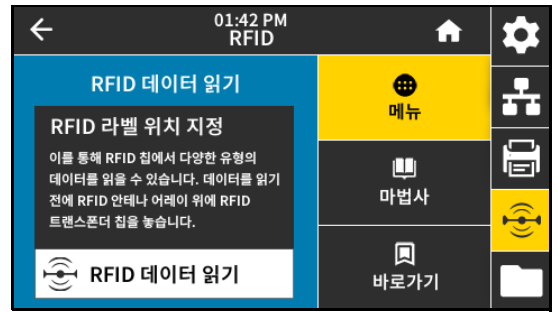 01:42 PM
RFID
RFID 데이터 읽기
RFID 라벨 위치 지정
이를 통해 RFID 칩에서 다양한 유형의
데이터를 읽을 수 있습니다. 데이터를 읽기
전에 RFID 안테나 어레이 위에 RFID
트랜스폰더 칩을 놓습니다.
RFID 데이터 읽기
메뉴
마법사
바로가기